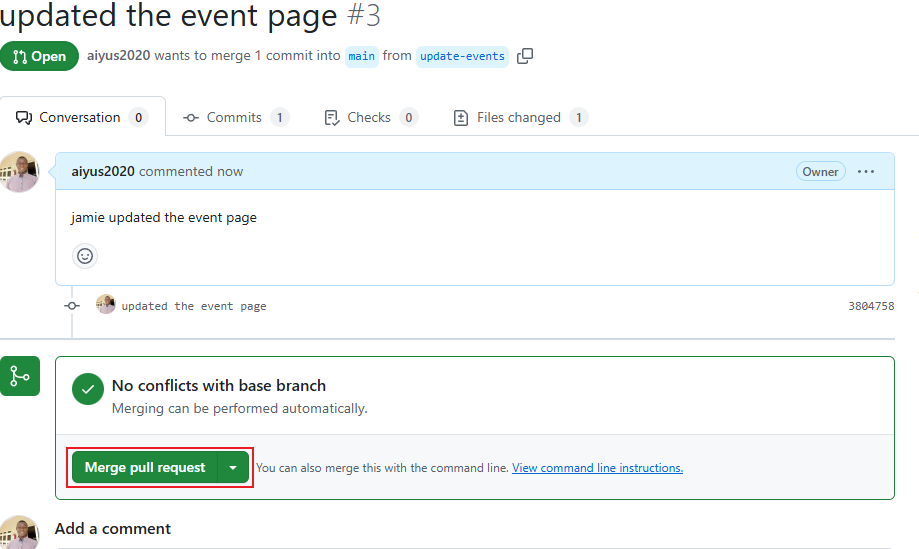 updated the event page #3
Open aiyus2020 wants to merge 1 commit into main from update-events
Conversation 0 Commits 1 Checks 0 Files changed 1
aiyus2020 commented now Owner
jamie updated the event page
updated the event page 3804758
No conflicts with base branch
Merging can be performed automatically.
Merge pull request You can also merge this with the command line. View command line instructions.
Add a comment